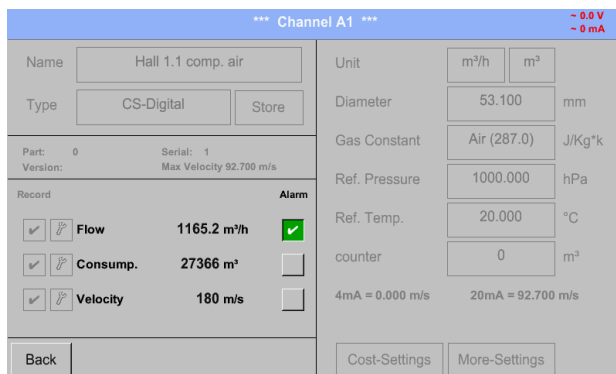 *** Channel A1 ***
~ 0.0 V
~ 0 mA
Name Hall 1.1 comp. air
Type CS-Digital Store
Part: 0 Serial: 1
Version: Max Velocity 92.700 m/s
Record Alarm
Flow 1165.2 m³/h
Consump. 27366 m³
Velocity 180 m/s
Back
Unit m³/h m³
Diameter 53.100 mm
Gas Constant Air (287.0) J/Kg*k
Ref. Pressure 1000.000 hPa
Ref. Temp. 20.000 °C
counter 0 m³
4mA = 0.000 m/s 20mA = 92.700 m/s
Cost-Settings More-Settings